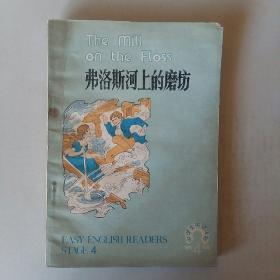 The Mill
on the Floss
弗洛斯河上的磨坊
EASY ENGLISH READERS
STAGE 4